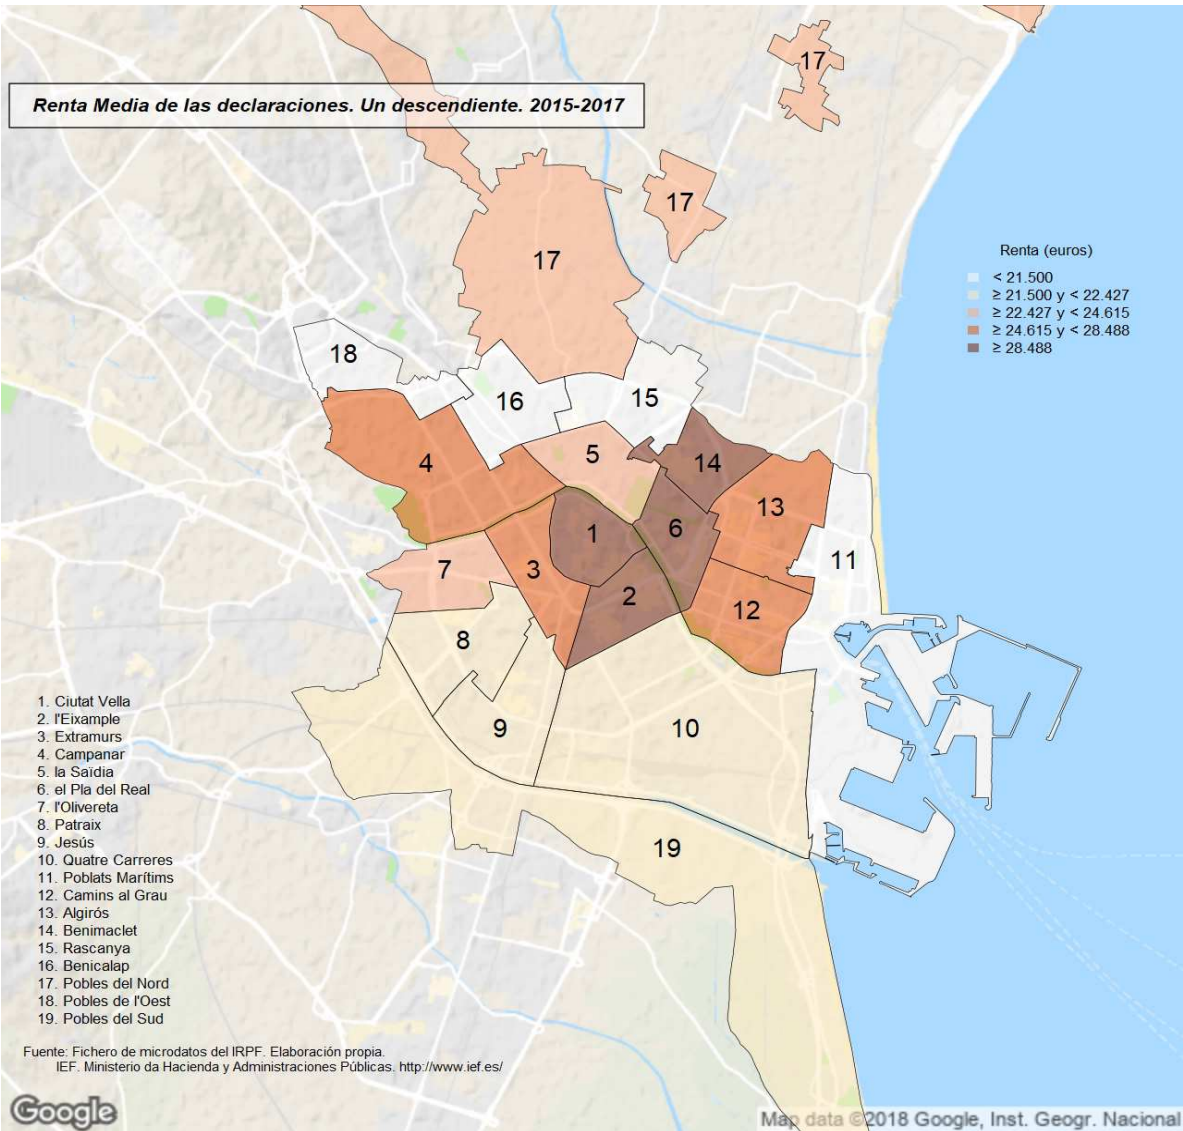 17
Renta Media de las declaraciones. Un descendiente. 2015-2017
17
17
Renta (euros)
< 21.500
≥ 21.500 y < 22.427
≥ 22.427 y < 24.615
≥ 24.615 y < 28.488
≥ 28.488
18
16
15
5
4
14
13
6
1
11
7
3
2
12
8
9
10
19
1. Ciutat Vella
2. l'Eixample
3. Extramurs
4. Campanar
5. la Saïdia
6. el Pla del Real
7. l'Olivereta
8. Patraix
9. Jesús
10. Quatre Carreres
11. Poblats Marítims
12. Camins al Grau
13. Algirós
14. Benimaclet
15. Rascanya
16. Benicalap
17. Pobles del Nord
18. Pobles de l'Oest
19. Pobles del Sud
Fuente: Fichero de microdatos del IRPF. Elaboración propia.
IEF. Ministerio da Hacienda y Administraciones Públicas. http://www.ief.es/
Google
Map data ©2018 Google, Inst. Geogr. Nacional